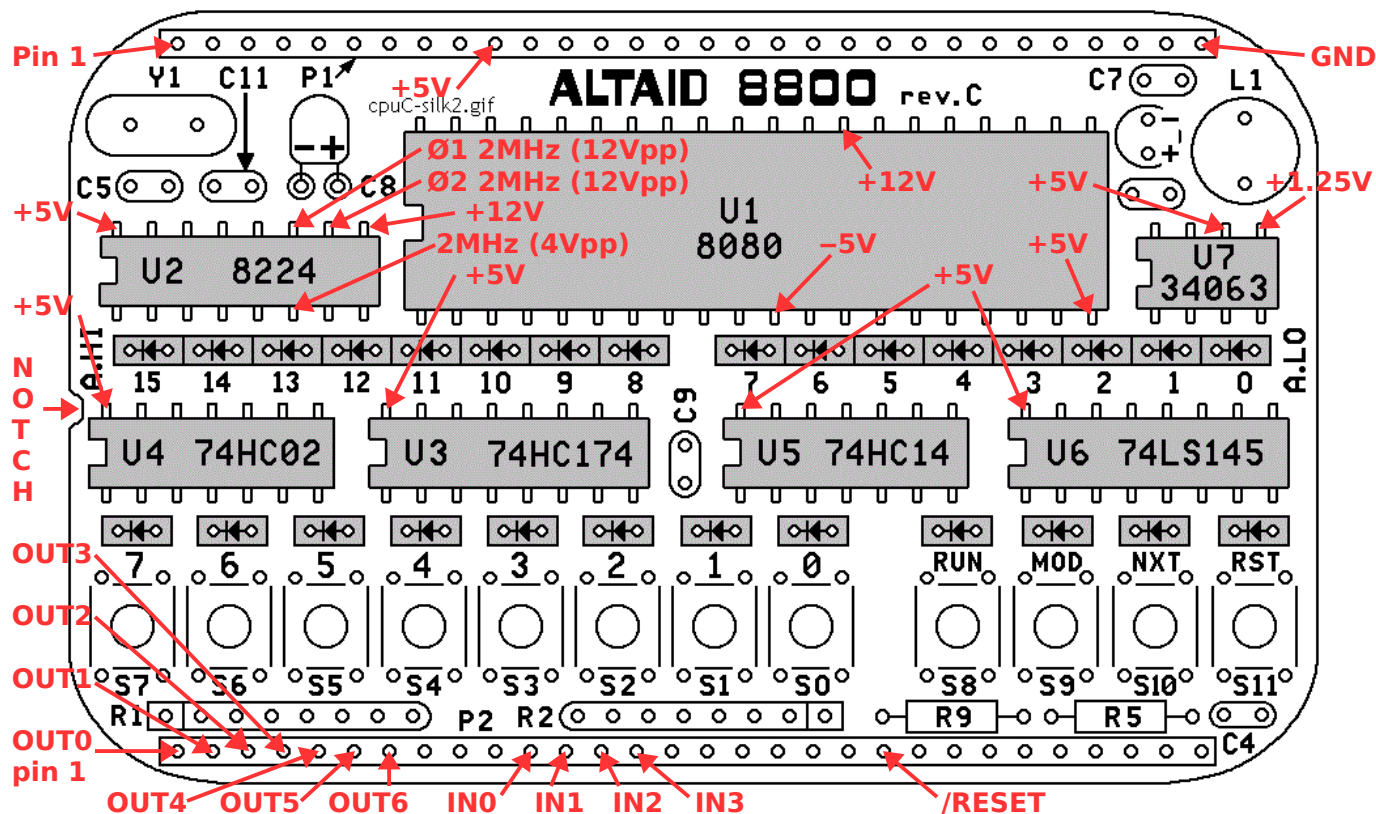 Pin 1
GND
Y1 C11 P1
+5V
ALTAID 8800 rev.C
C7 L1
cpuC-silk2.gif
- +
-
+
Ø1 2MHz (12Vpp)
Ø2 2MHz (12Vpp)
C5 C8
+12V
+5V
+1.25V
+5V
+12V
U1
8080
2MHz (4Vpp)
–5V
+5V
U2 8224
+5V
+5V
U7
34063
+5V
A.HI
A.LO
15 14 13 12 11 10 9 8 7 6 5 4 3 2 1 0
NOTCH
C9
U4 74HC02
U3 74HC174
U5 74HC14
U6 74LS145
OUT3
7 6 5 4 3 2 1 0 RUN MOD NXT RST
OUT2
OUT1
S7 S6 S5 S4 S3 S2 S1 S0 S8 S9 S10 S11
R1 P2 R2 R9 R5
C4
OUT0
pin 1
OUT4 OUT5 OUT6 IN0 IN1 IN2 IN3 /RESET